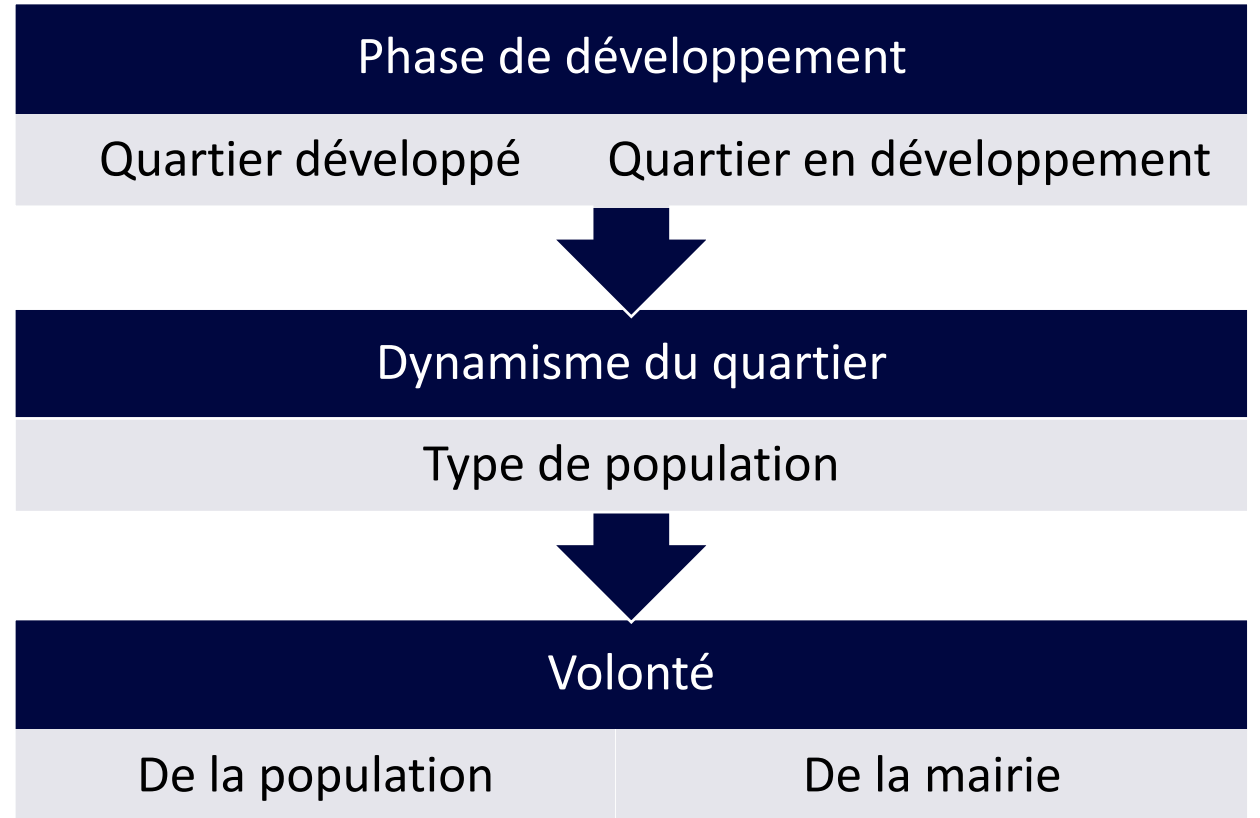 Phase de développement
Quartier développé Quartier en développement
Dynamisme du quartier
Type de population
Volonté
De la population De la mairie